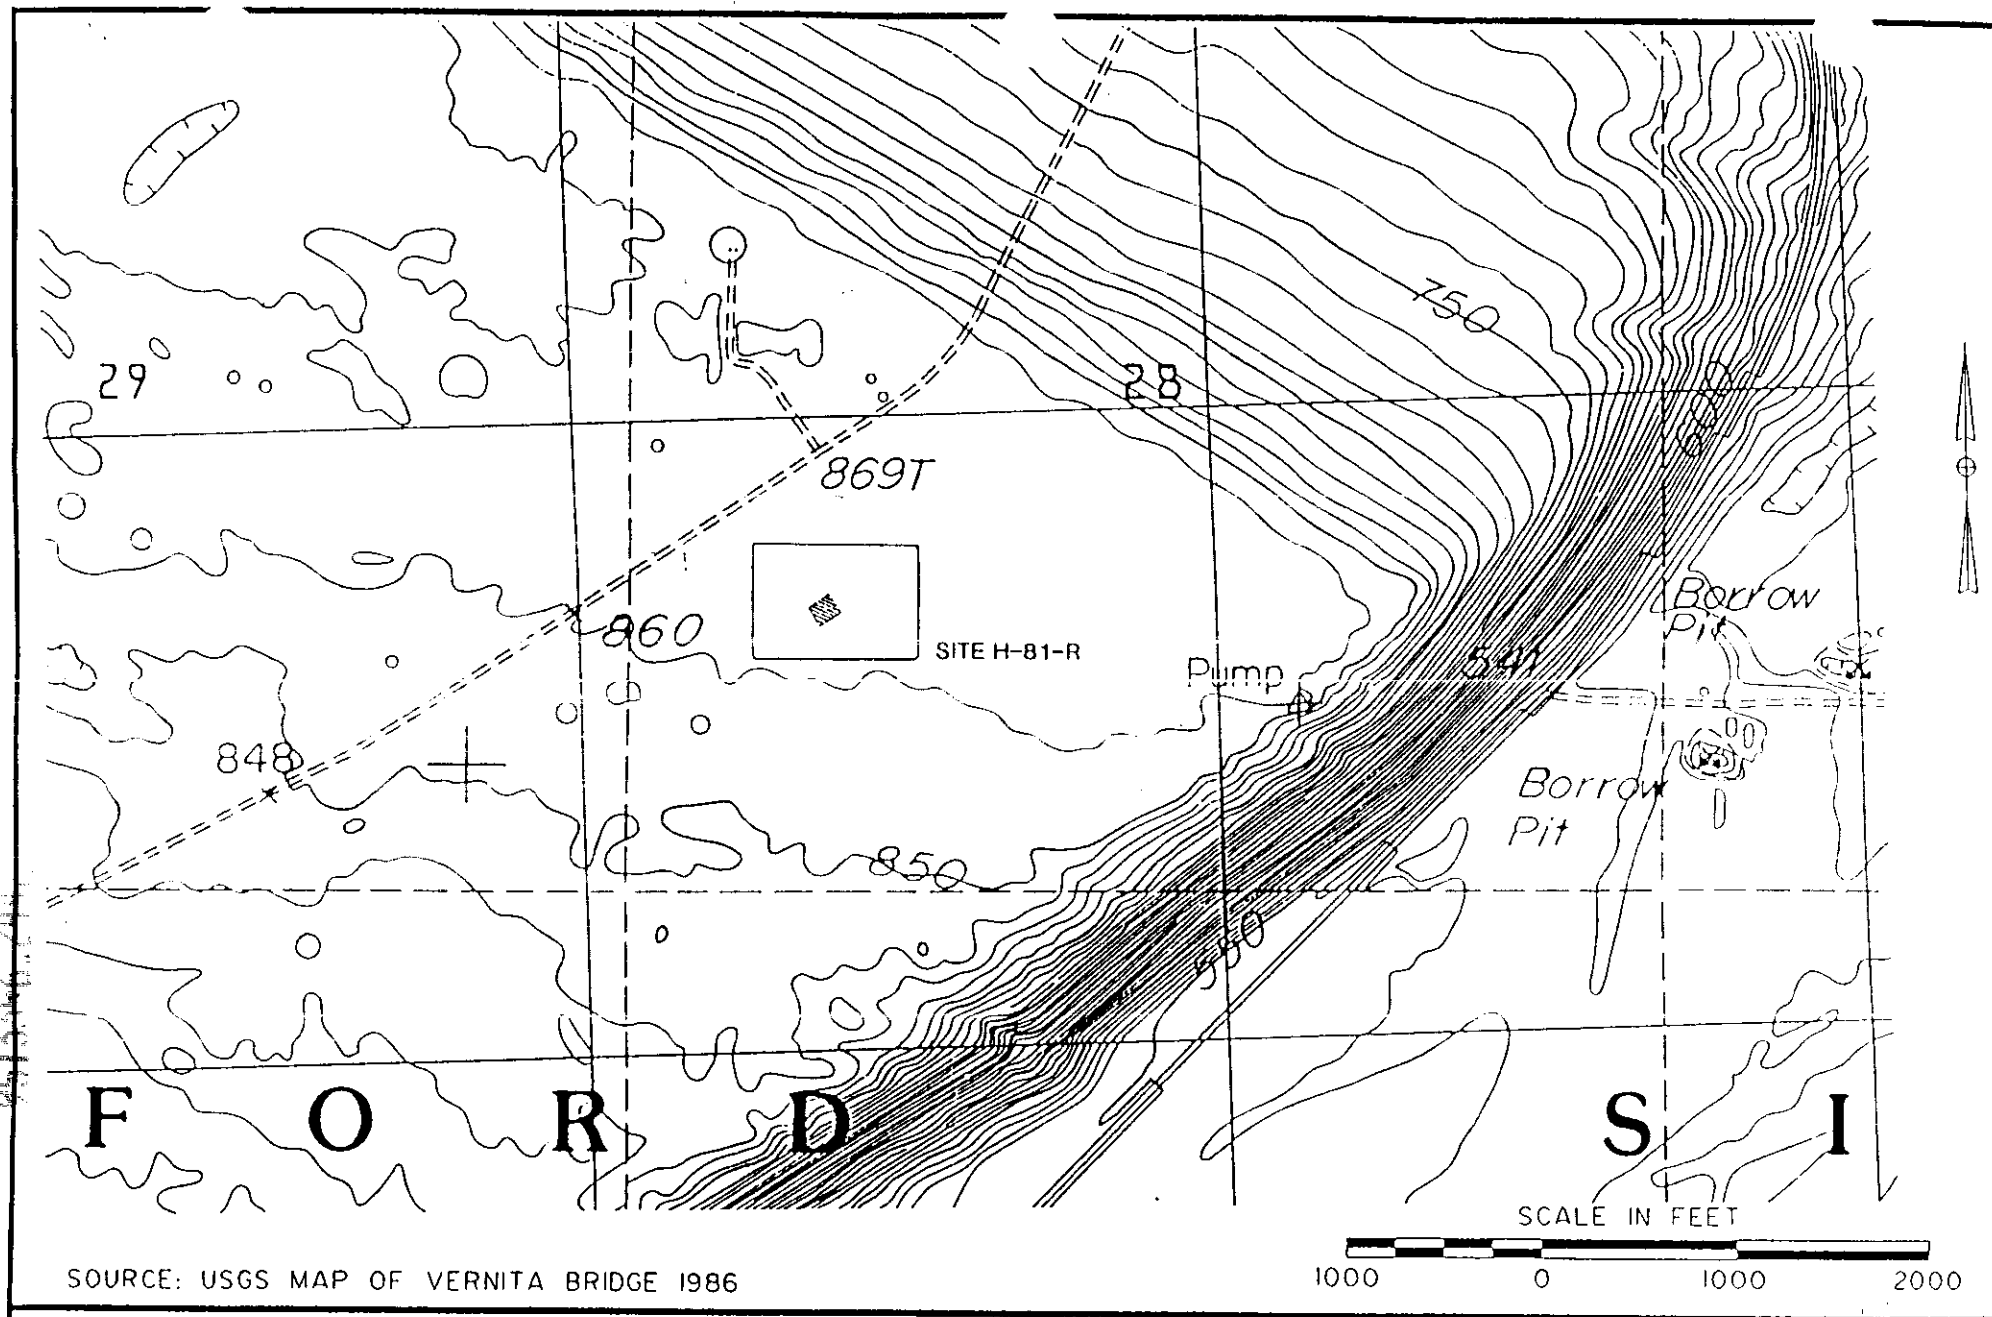 750
29
28
600
869T
Borrow
Pit
860
SITE H-81-R
541
Pump
848
Borrow
Pit
850
F O R D S I
SCALE IN FEET
SOURCE: USGS MAP OF VERNITA BRIDGE 1986
1000 0 1000 2000